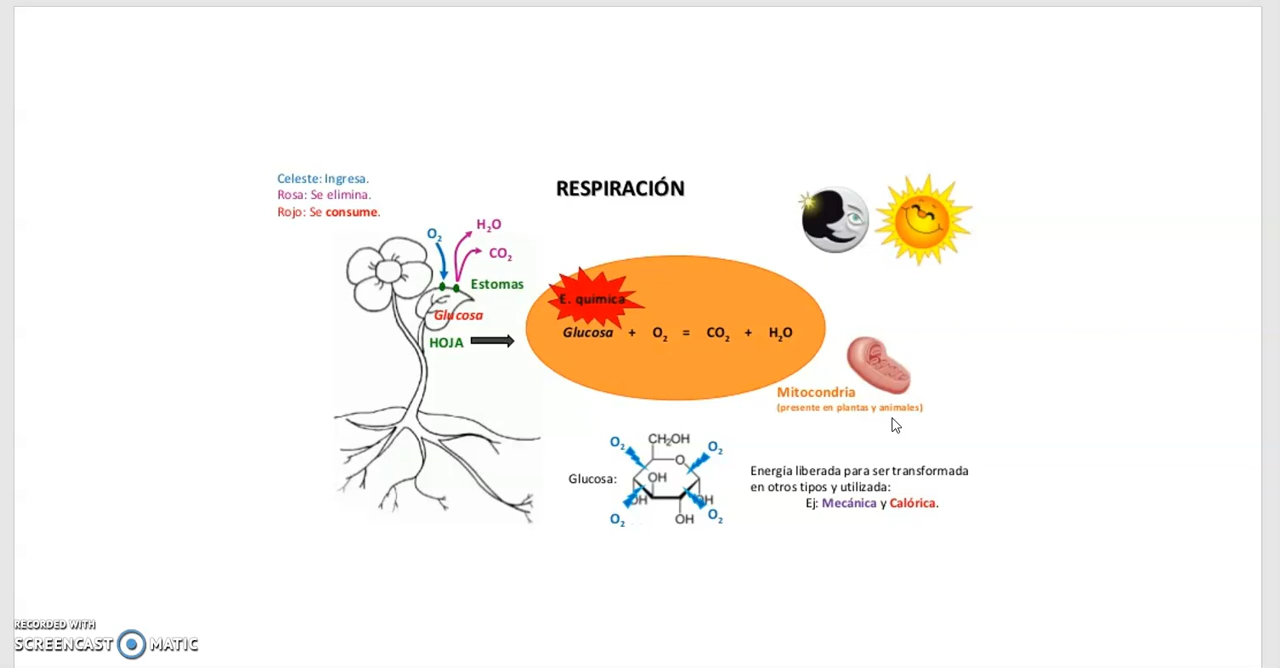 Celeste: Ingresa.
Rosa: Se elimina.
Rojo: Se consume.
RESPIRACIÓN
O2
H2O
CO2
Estomas
Glucosa
HOJA
E. química
Glucosa + O2 = CO2 + H2O
Mitocondria
(presente en plantas y animales)
Glucosa:
O2
CH2OH
O2
O
OH
OH
OH
O2
OH
O2
Energía liberada para ser transformada
en otros tipos y utilizada:
Ej: Mecánica y Calórica.
RECORDED WITH
SCREENCAST MATIC